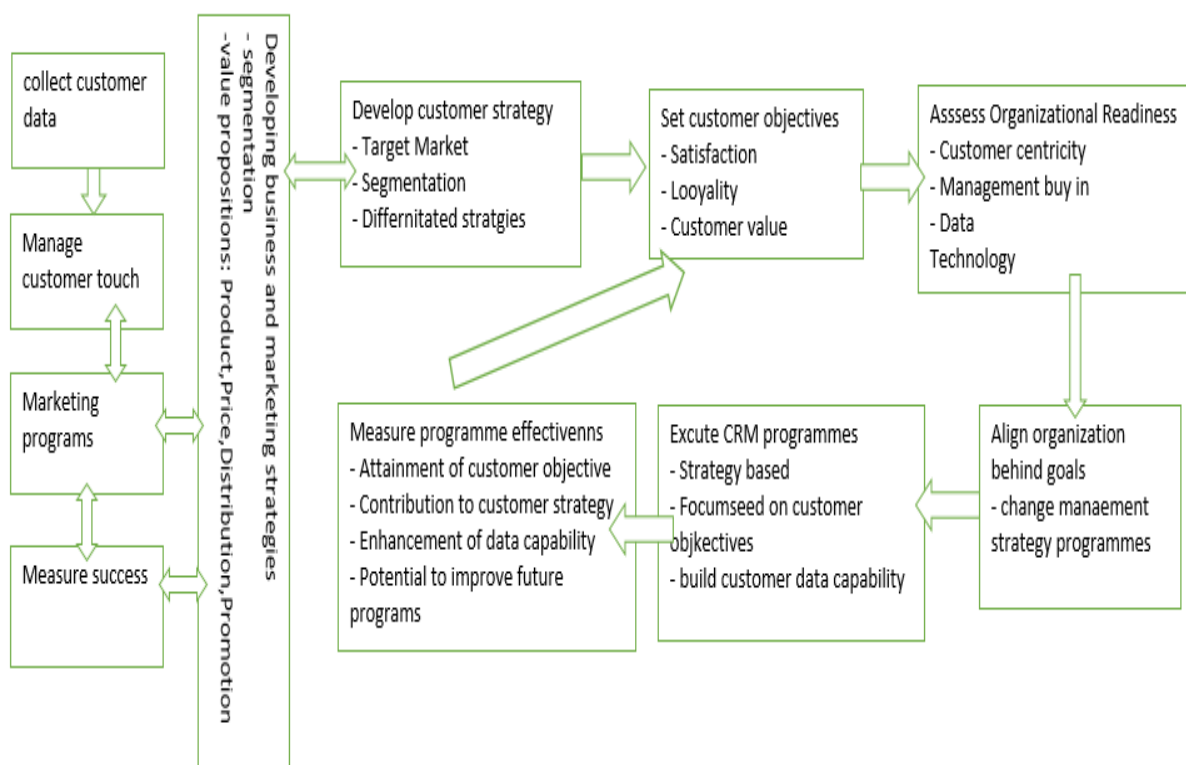 collect customer
data
Manage
customer touch
Marketing
programs
Measure success
Developing business and marketing strategies
- segmentation
-value propositions: Product,Price,Distribution,Promotion
Develop customer strategy
- Target Market
- Segmentation
- Differnitated stratgies
Set customer objectives
- Satisfaction
- Looyality
- Customer value
Asssess Organizational Readiness
- Customer centricity
- Management buy in
- Data
Technology
Align organization
behind goals
- change manaement
strategy programmes
Excute CRM programmes
- Strategy based
- Focumseed on customer
objkectives
- build customer data capability
Measure programme effectivenns
- Attainment of customer objective
- Contribution to customer strategy
- Enhancement of data capability
- Potential to improve future
programs